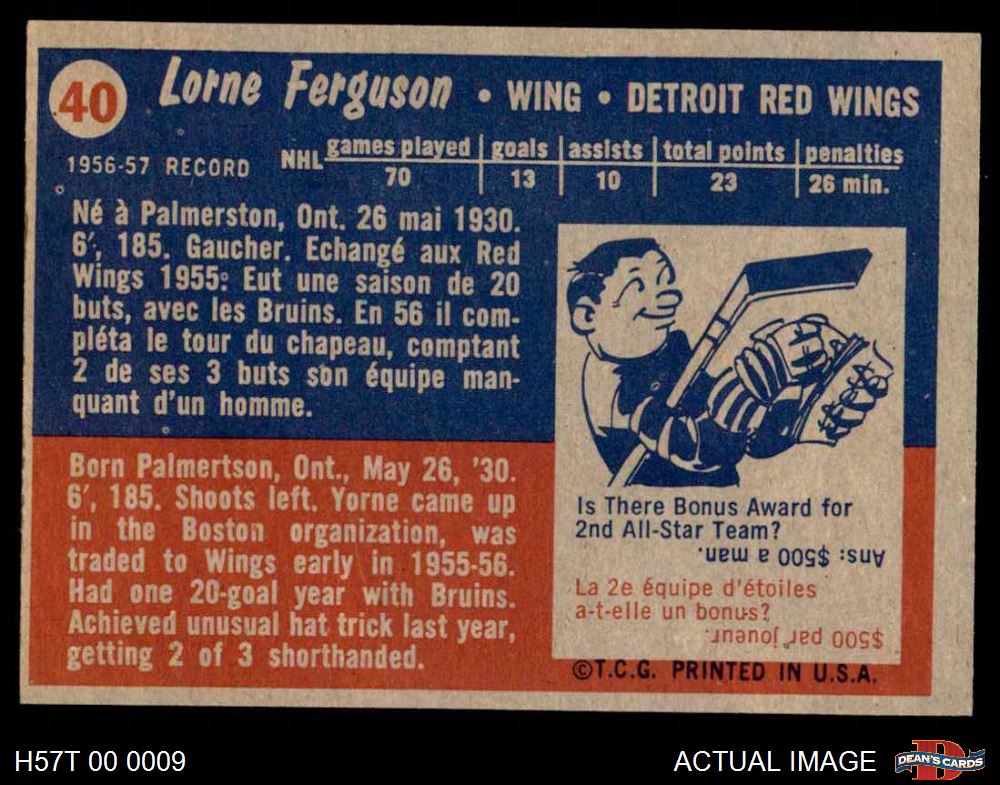 40 Lorne Ferguson • WING • DETROIT RED WINGS
1956-57 RECORD NHL games played goals assists total points penalties
70 13 10 23 26 min.
Né à Palmerston, Ont. 26 mai 1930.
6', 185. Gaucher. Echangé aux Red
Wings 1955: Eut une saison de 20
buts, avec les Bruins. En 56 il com-
pléta le tour du chapeau, comptant
2 de ses 3 buts son équipe man-
quant d'un homme.
Born Palmertson, Ont., May 26, '30.
6', 185. Shoots left. Yorne came up
in the Boston organization, was
traded to Wings early in 1955-56.
Had one 20-goal year with Bruins.
Achieved unusual hat trick last year,
getting 2 of 3 shorthanded.
Is There Bonus Award for
2nd All-Star Team?
Ans: $500 a man.
La 2e équipe d'étoiles
a-t-elle un bonus?
$500 par joneur.
©T.C.G. PRINTED IN U.S.A.
H57T 00 0009
ACTUAL IMAGE
D
DEAN'S CARDS